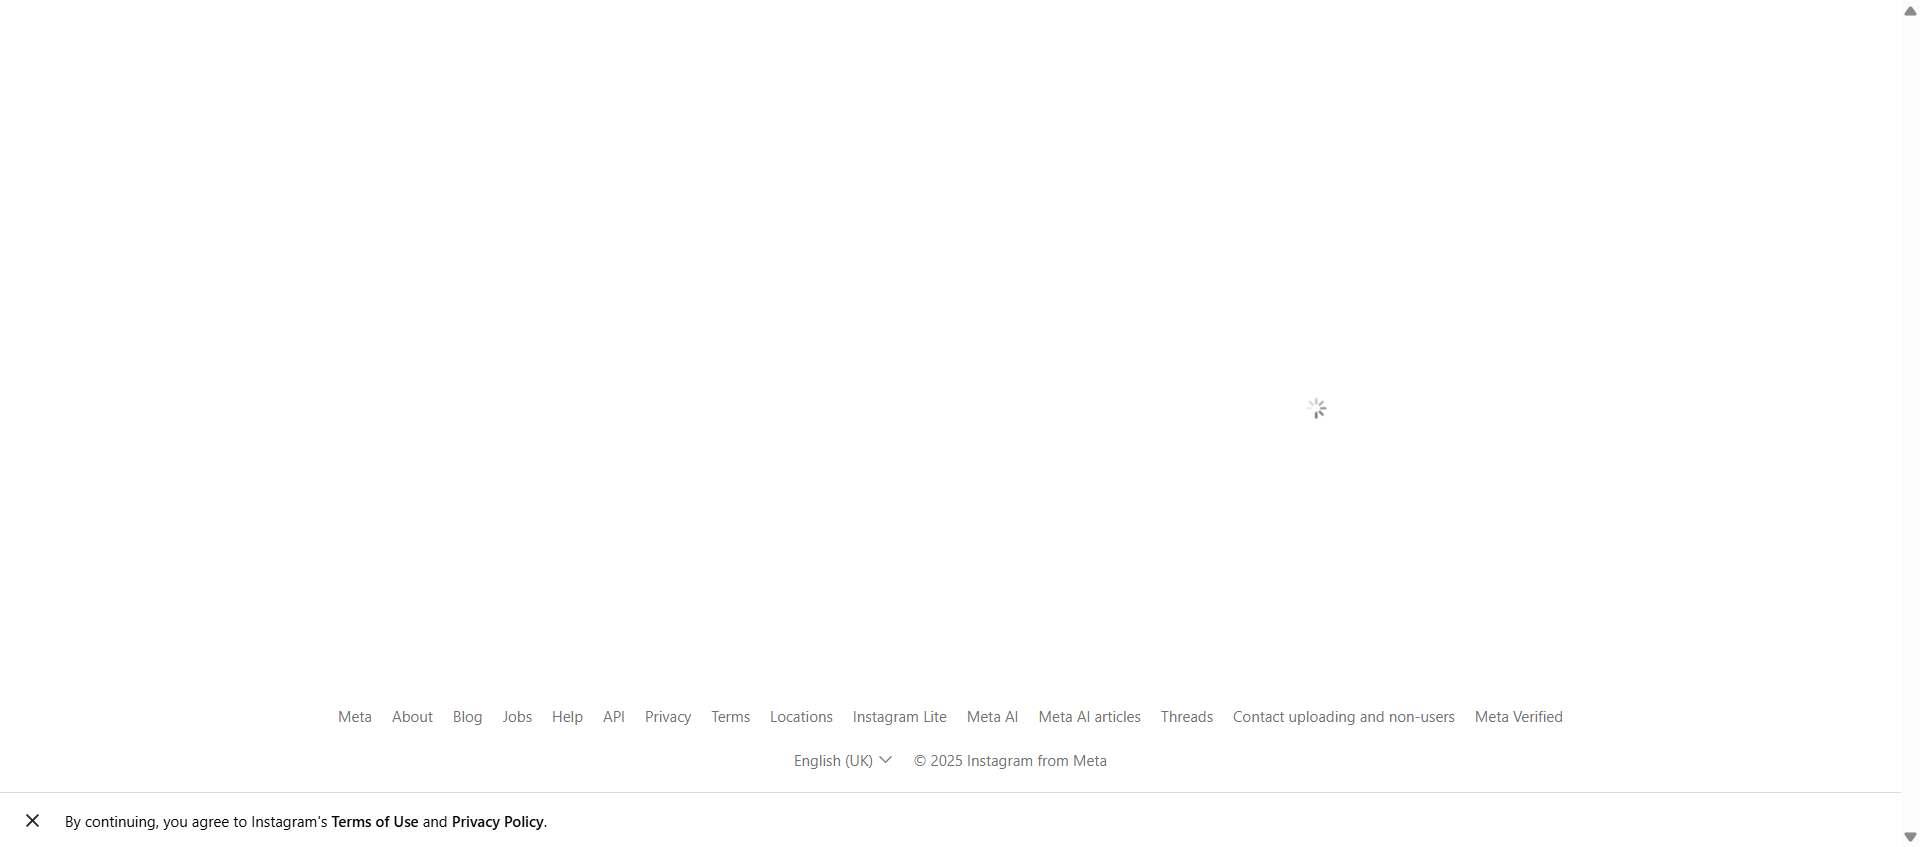 Meta About Blog Jobs Help API Privacy Terms Locations Instagram Lite Meta AI Meta AI articles Threads Contact uploading and non-users Meta Verified
English (UK) © 2025 Instagram from Meta
By continuing, you agree to Instagram's Terms of Use and Privacy Policy.